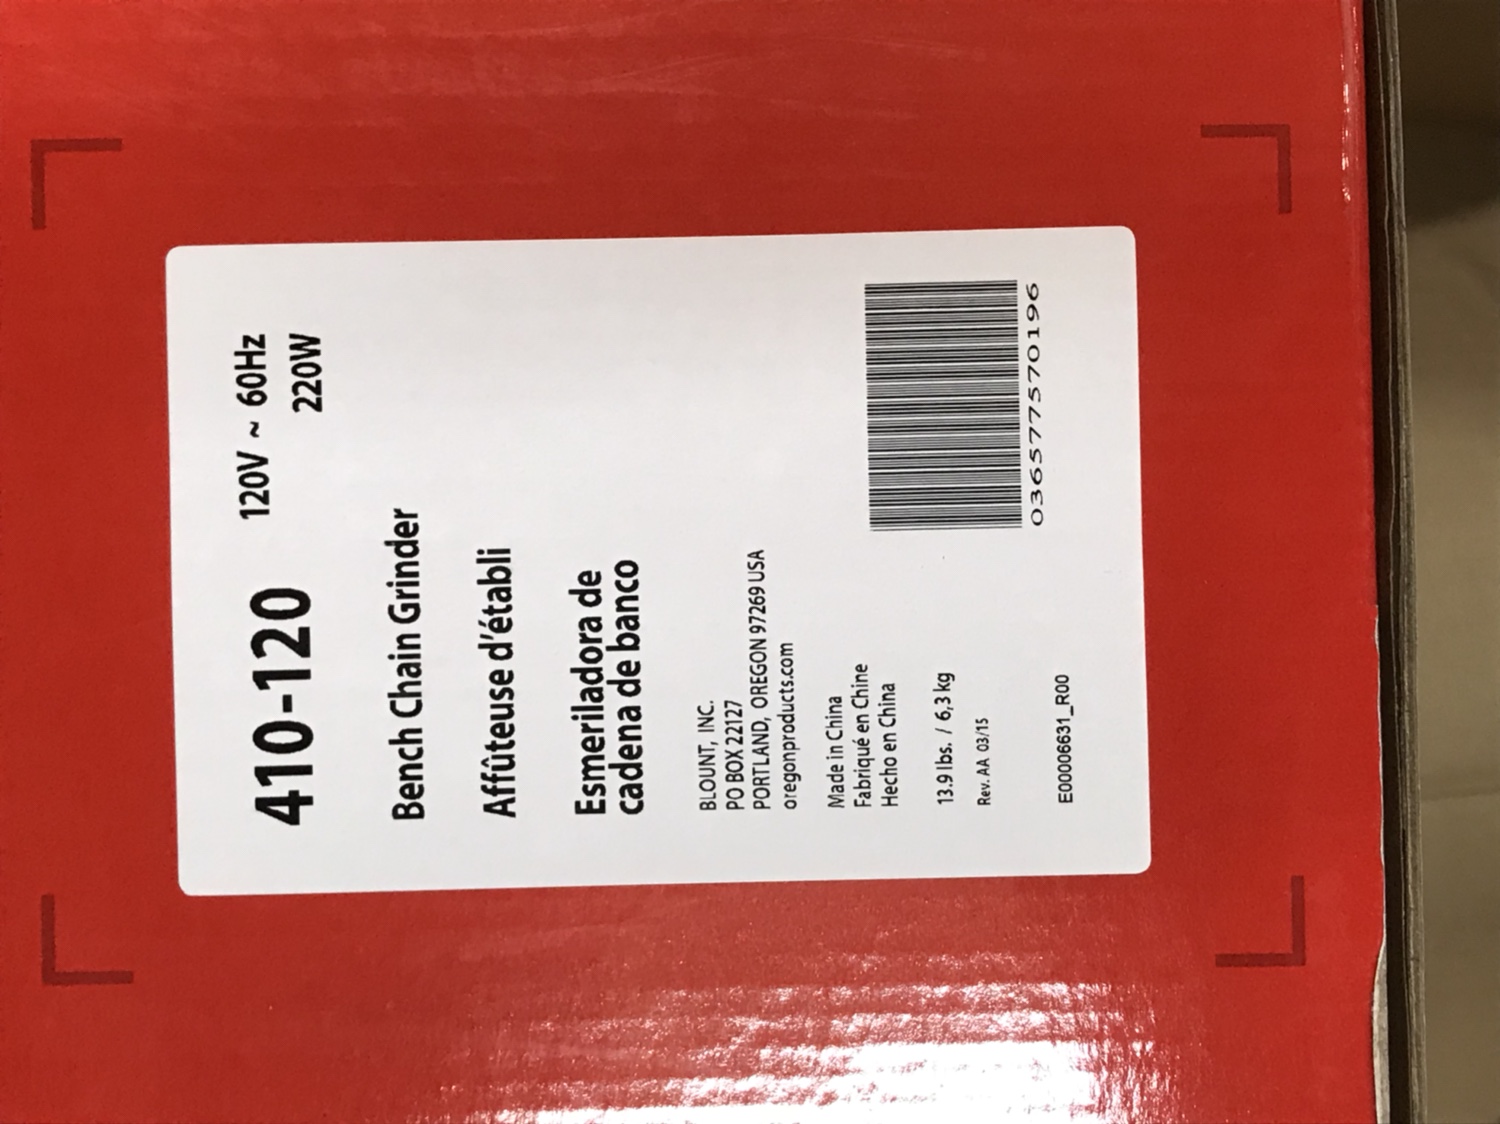 410-120
120V ~ 60Hz
220W
Bench Chain Grinder
Affûteuse d'établi
Esmeriladora de
cadena de banco
BLOUNT, INC.
PO BOX 22127
PORTLAND, OREGON 97269 USA
oregonproducts.com
Made in China
Fabriqué en Chine
Hecho en China
13.9 lbs. / 6,3 kg
Rev. AA 03/15
036577570196
E00006631_R00